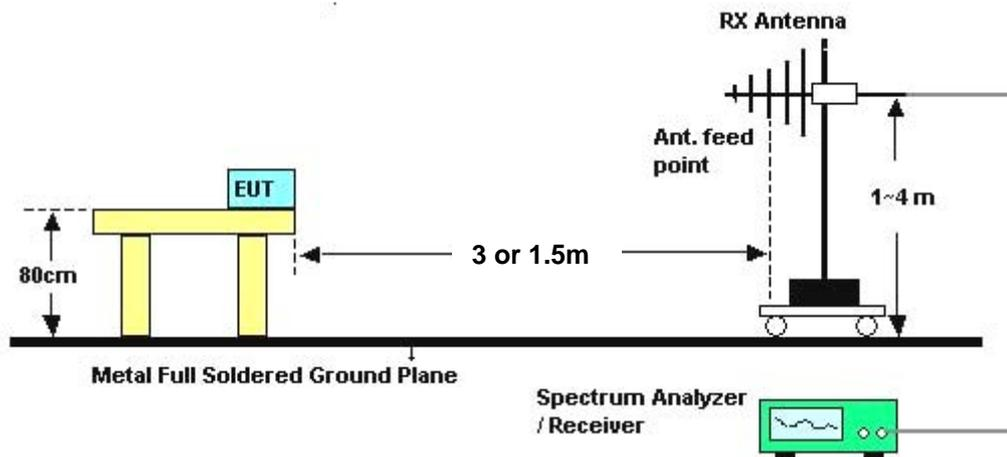 RX Antenna
Ant. feed
point
EUT
1~4 m
3 or 1.5m
80cm
Metal Full Soldered Ground Plane
Spectrum Analyzer
/ Receiver